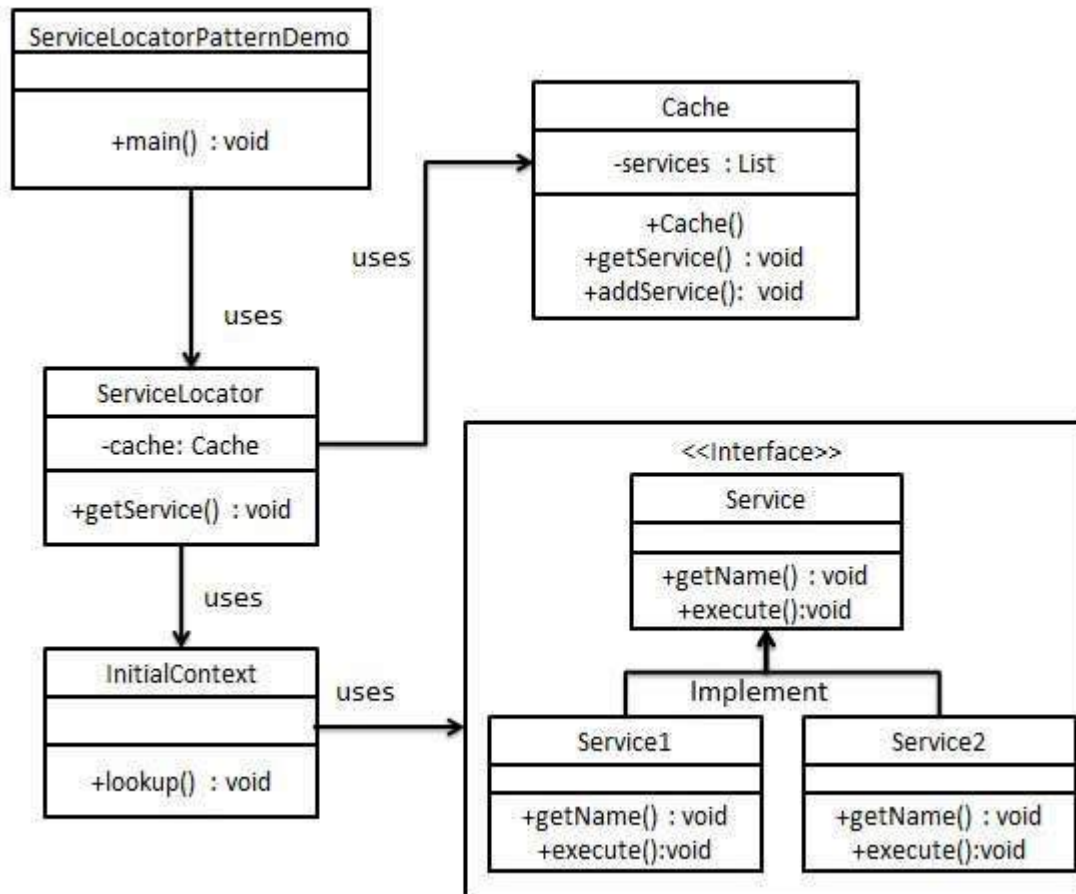 ServiceLocatorPatternDemo
+main() : void
uses
ServiceLocator
-cache: Cache
+getService() : void
uses
Cache
-services : List
+Cache()
+getService() : void
+addService(): void
uses
InitialContext
+lookup() : void
uses
<<Interface>>
Service
+getName() : void
+execute():void
Implement
Service1
+getName() : void
+execute():void
Service2
+getName() : void
+execute():void